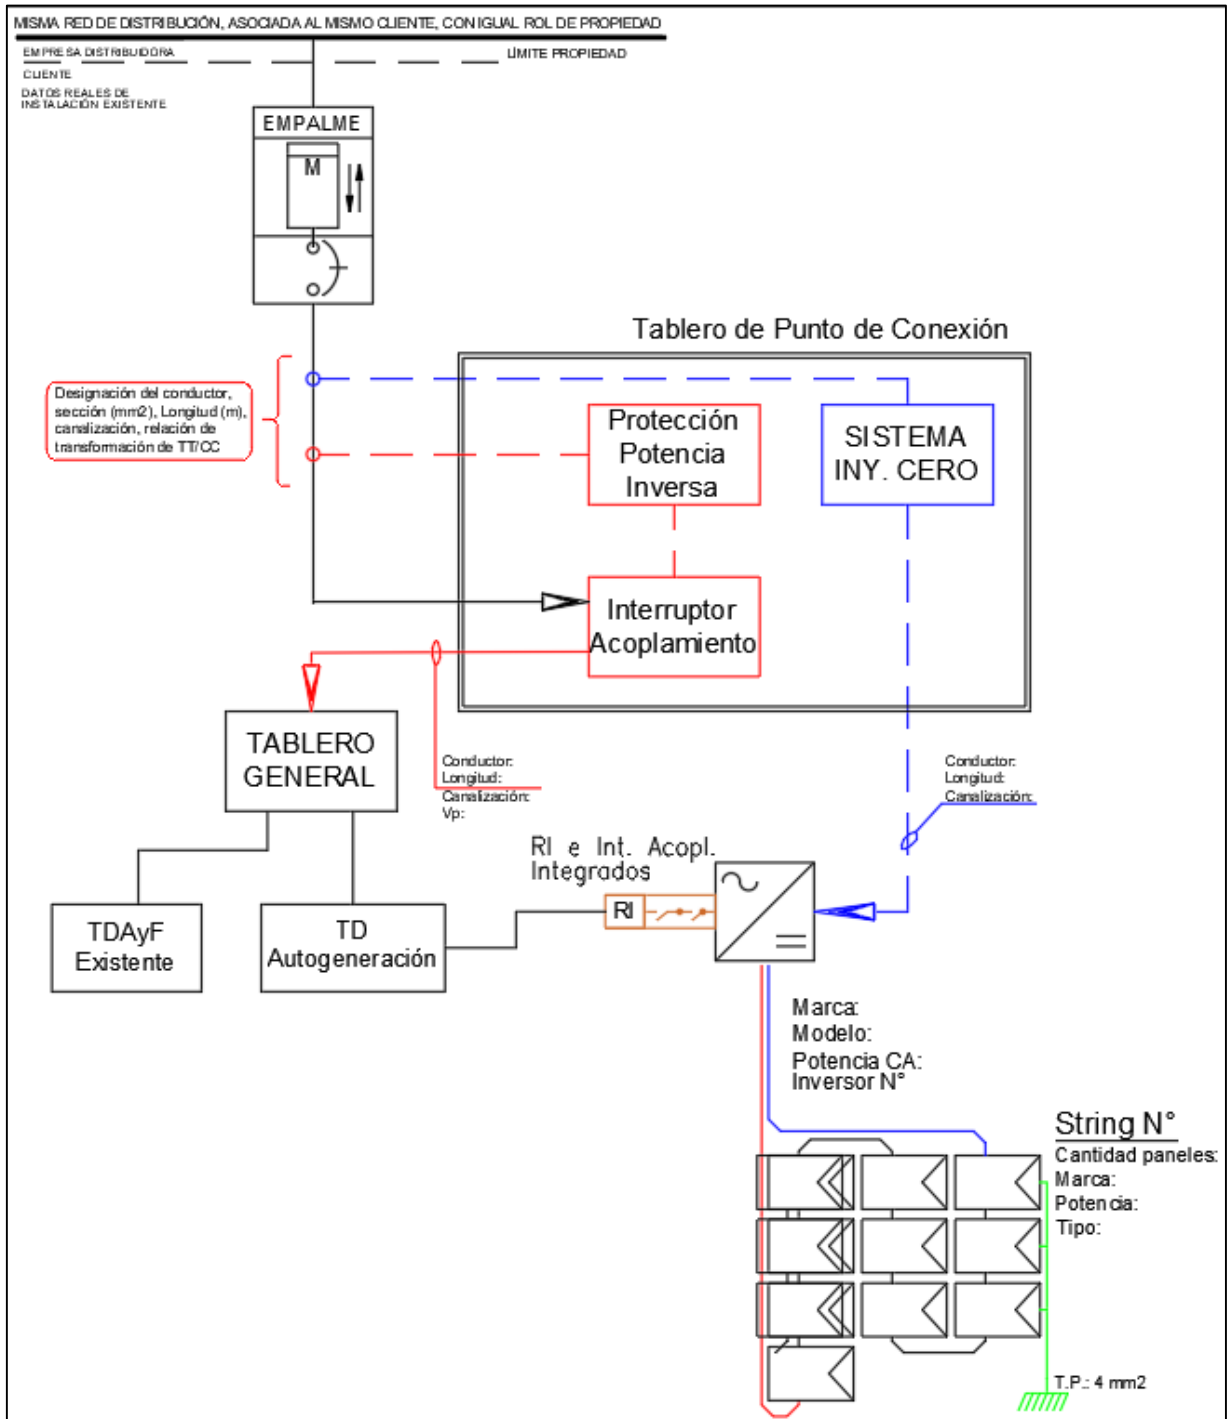 MISMA RED DE DISTRIBUCIÓN, ASOCIADA AL MISMO CLIENTE, CON IGUAL ROL DE PROPIEDAD
EMPRESA DISTRIBUIDORA
LÍMITE PROPIEDAD
CLIENTE
DATOS REALES DE
INSTALACIÓN EXISTENTE
EMPALME
M
Tablero de Punto de Conexión
Designación del conductor,
sección (mm2), Longitud (m),
canalización, relación de
transformación de TT/CC
Protección
Potencia
Inversa
SISTEMA
INY. CERO
Interruptor
Acoplamiento
TABLERO
GENERAL
Conductor:
Longitud:
Canalización:
Vp:
Conductor:
Longitud:
Canalización:
RI e Int. Acopl.
Integrados
RI
TDAyF
Existente
TD
Autogeneración
Marca:
Modelo:
Potencia CA:
Inversor N°
String N°
Cantidad paneles:
Marca:
Potencia:
Tipo:
T.P.: 4 mm2